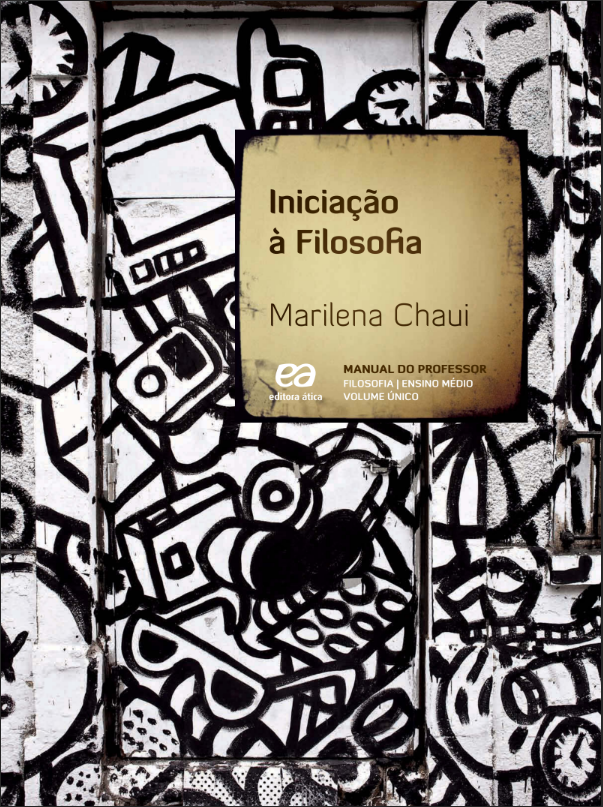 Iniciação
à Filosofia
Marilena Chaui
ea
editora ática
MANUAL DO PROFESSOR
FILOSOFIA | ENSINO MÉDIO
VOLUME ÚNICO